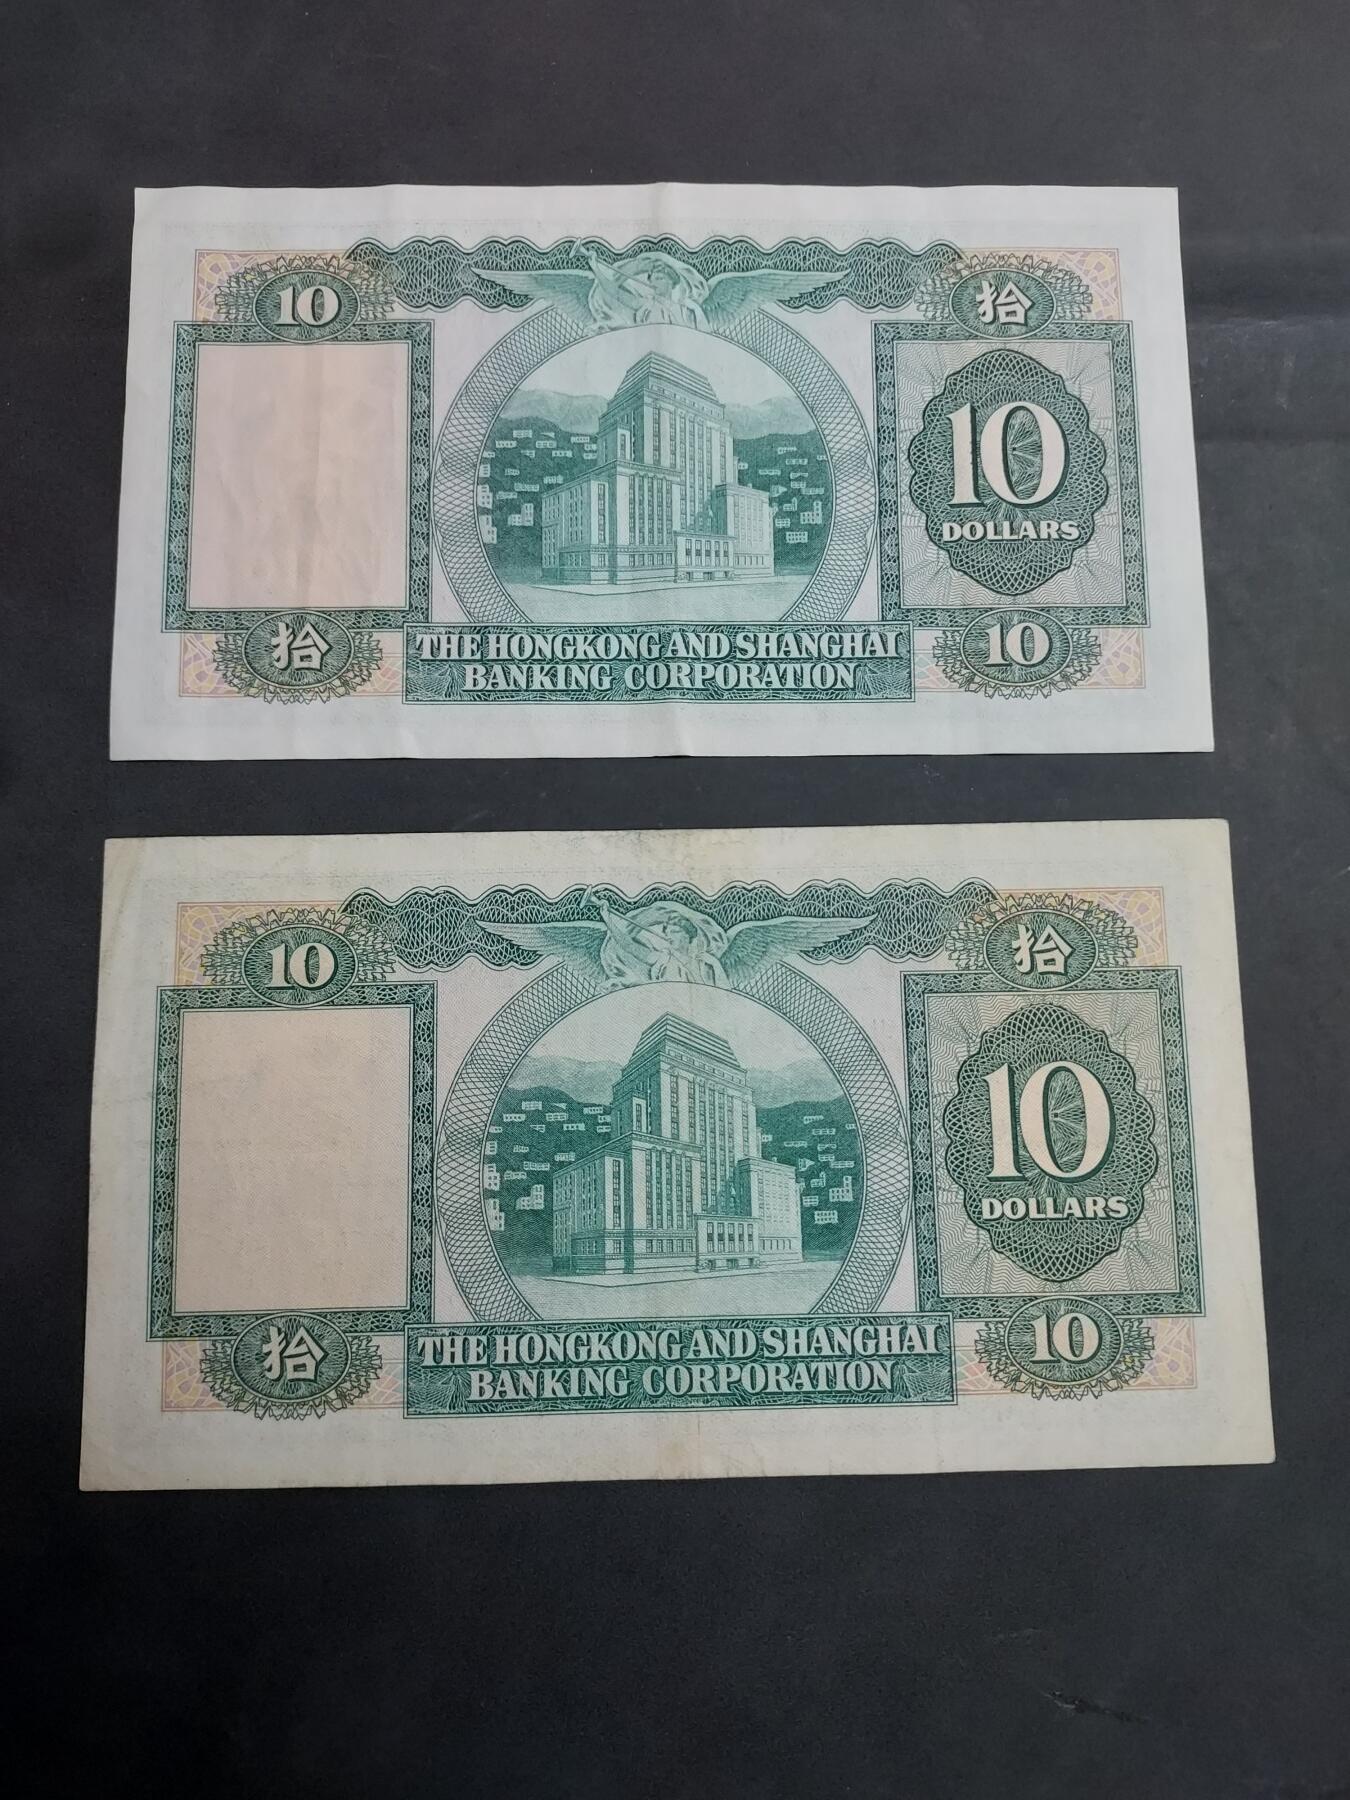 10 拾
10
DOLLARS
拾 10
THE HONGKONG AND SHANGHAI
BANKING CORPORATION
10 拾
10
DOLLARS
拾 10
THE HONGKONG AND SHANGHAI
BANKING CORPORATION